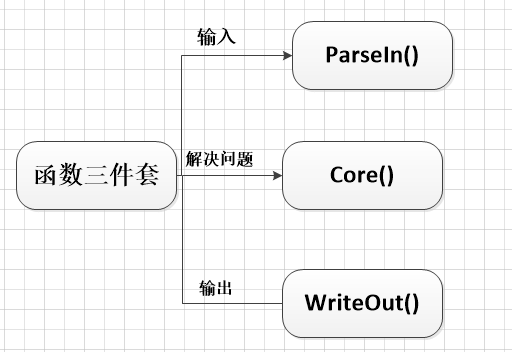 输入
ParseIn()
函数三件套
解决问题
Core()
输出
WriteOut()